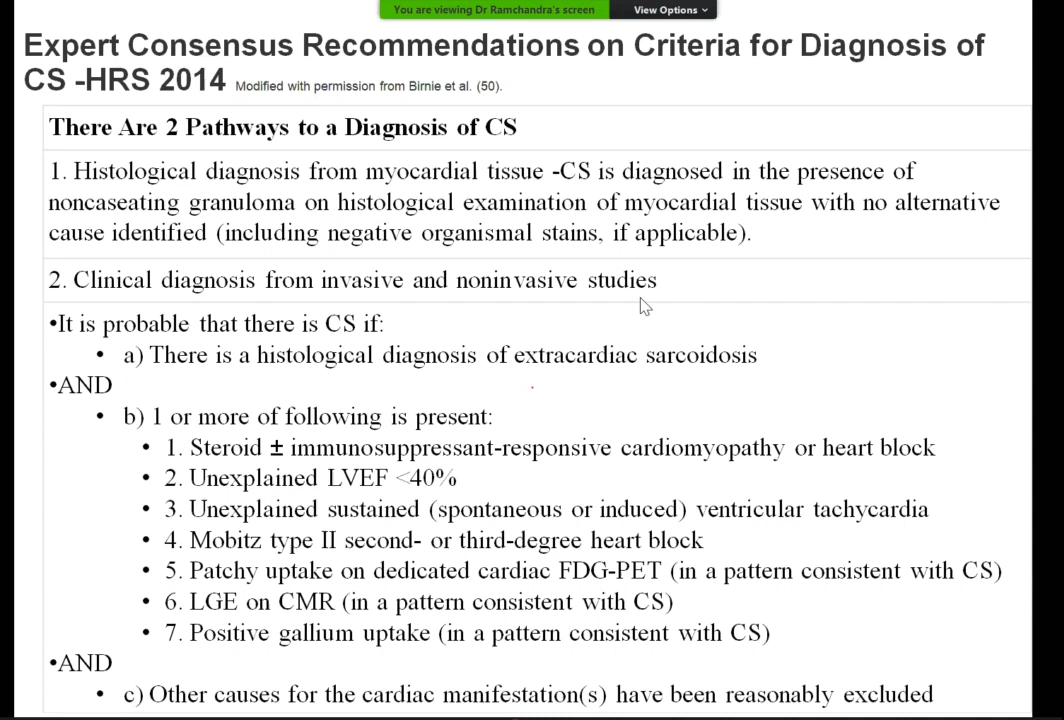 You are viewing Dr Ramchandra's screen View Options
Expert Consensus Recommendations on Criteria for Diagnosis of
CS -HRS 2014 Modified with permission from Birnie et al. (50).
There Are 2 Pathways to a Diagnosis of CS
1. Histological diagnosis from myocardial tissue -CS is diagnosed in the presence of
noncaseating granuloma on histological examination of myocardial tissue with no alternative
cause identified (including negative organismal stains, if applicable).
2. Clinical diagnosis from invasive and noninvasive studies
•It is probable that there is CS if:
• a) There is a histological diagnosis of extracardiac sarcoidosis
•AND
• b) 1 or more of following is present:
• 1. Steroid ± immunosuppressant-responsive cardiomyopathy or heart block
• 2. Unexplained LVEF <40%
• 3. Unexplained sustained (spontaneous or induced) ventricular tachycardia
• 4. Mobitz type II second- or third-degree heart block
• 5. Patchy uptake on dedicated cardiac FDG-PET (in a pattern consistent with CS)
• 6. LGE on CMR (in a pattern consistent with CS)
• 7. Positive gallium uptake (in a pattern consistent with CS)
•AND
• c) Other causes for the cardiac manifestation(s) have been reasonably excluded